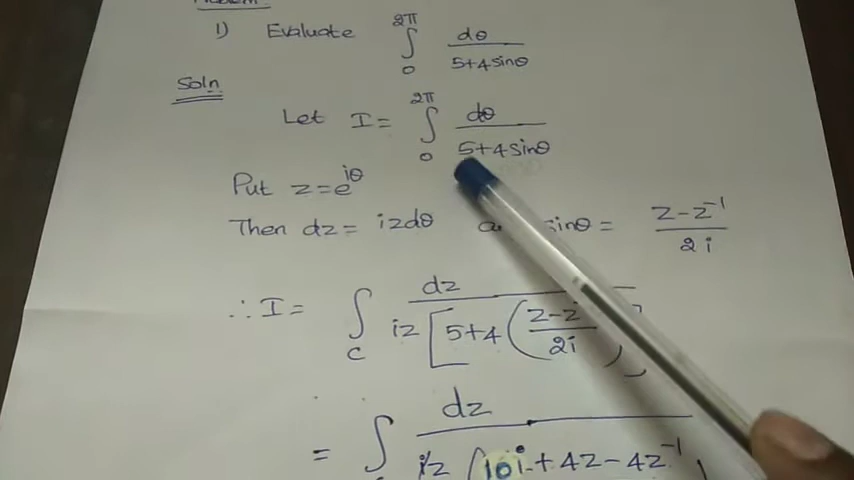 1) Evaluate ∫₀^2π dθ / 5+4sinθ
Soln
Let I = ∫₀^2π dθ / 5+4sinθ
Put z = e^iθ
Then dz = izdθ sinθ = z-z⁻¹ / 2i
∴ I = ∫_C dz / iz [5+4(z-z / 2i)]
= ∫ dz / iz (10i+4z-4z⁻¹)